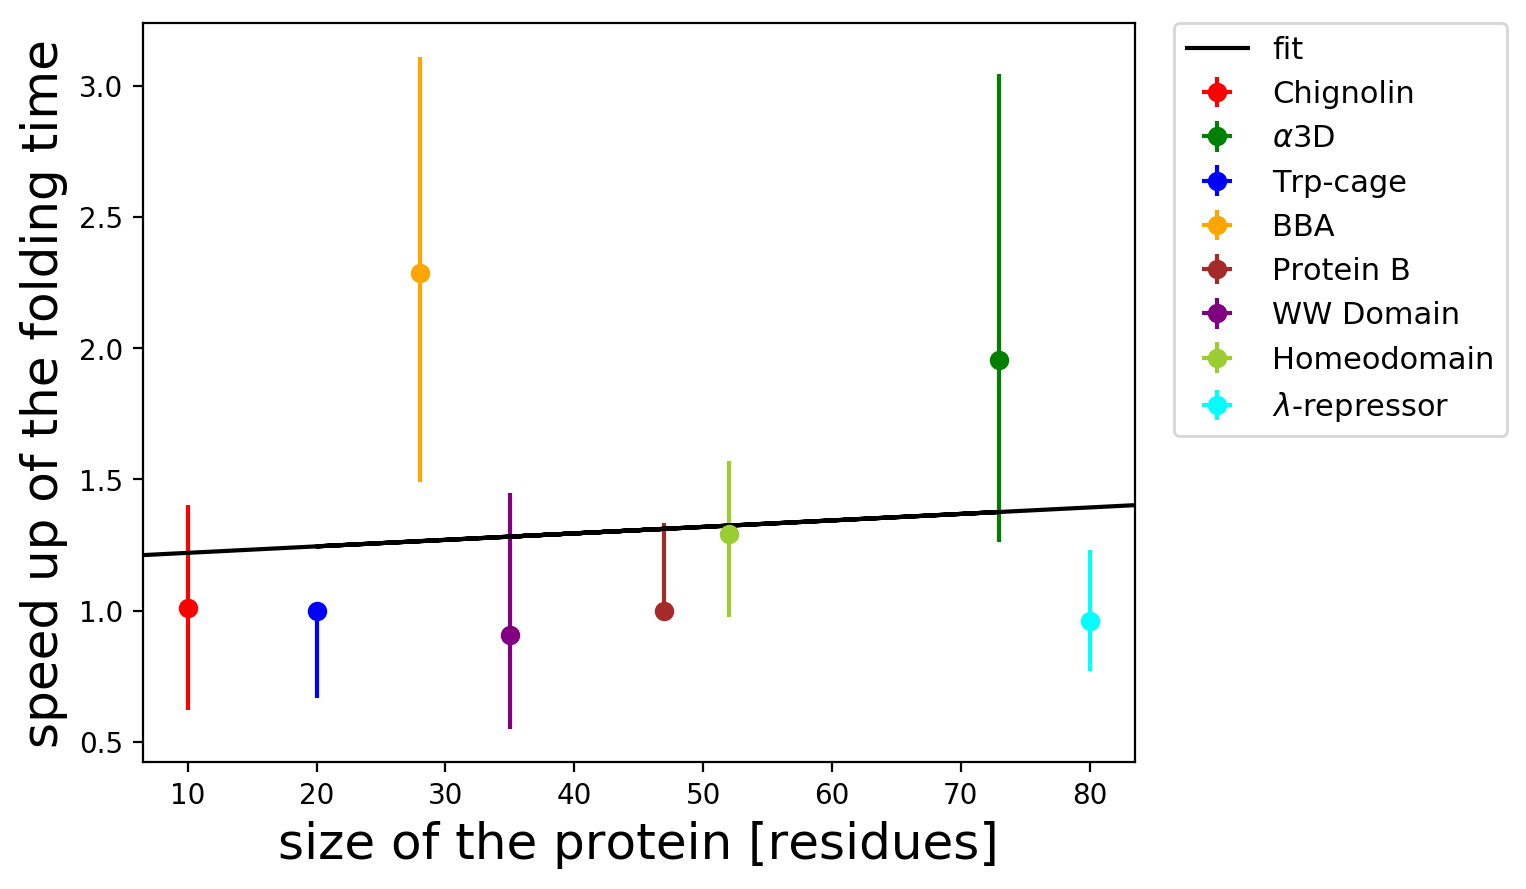 speed up of the folding time
3.0
2.5
2.0
1.5
1.0
0.5
10 20 30 40 50 60 70 80
size of the protein [residues]
fit
Chignolin
α3D
Trp-cage
BBA
Protein B
WW Domain
Homeodomain
λ-repressor